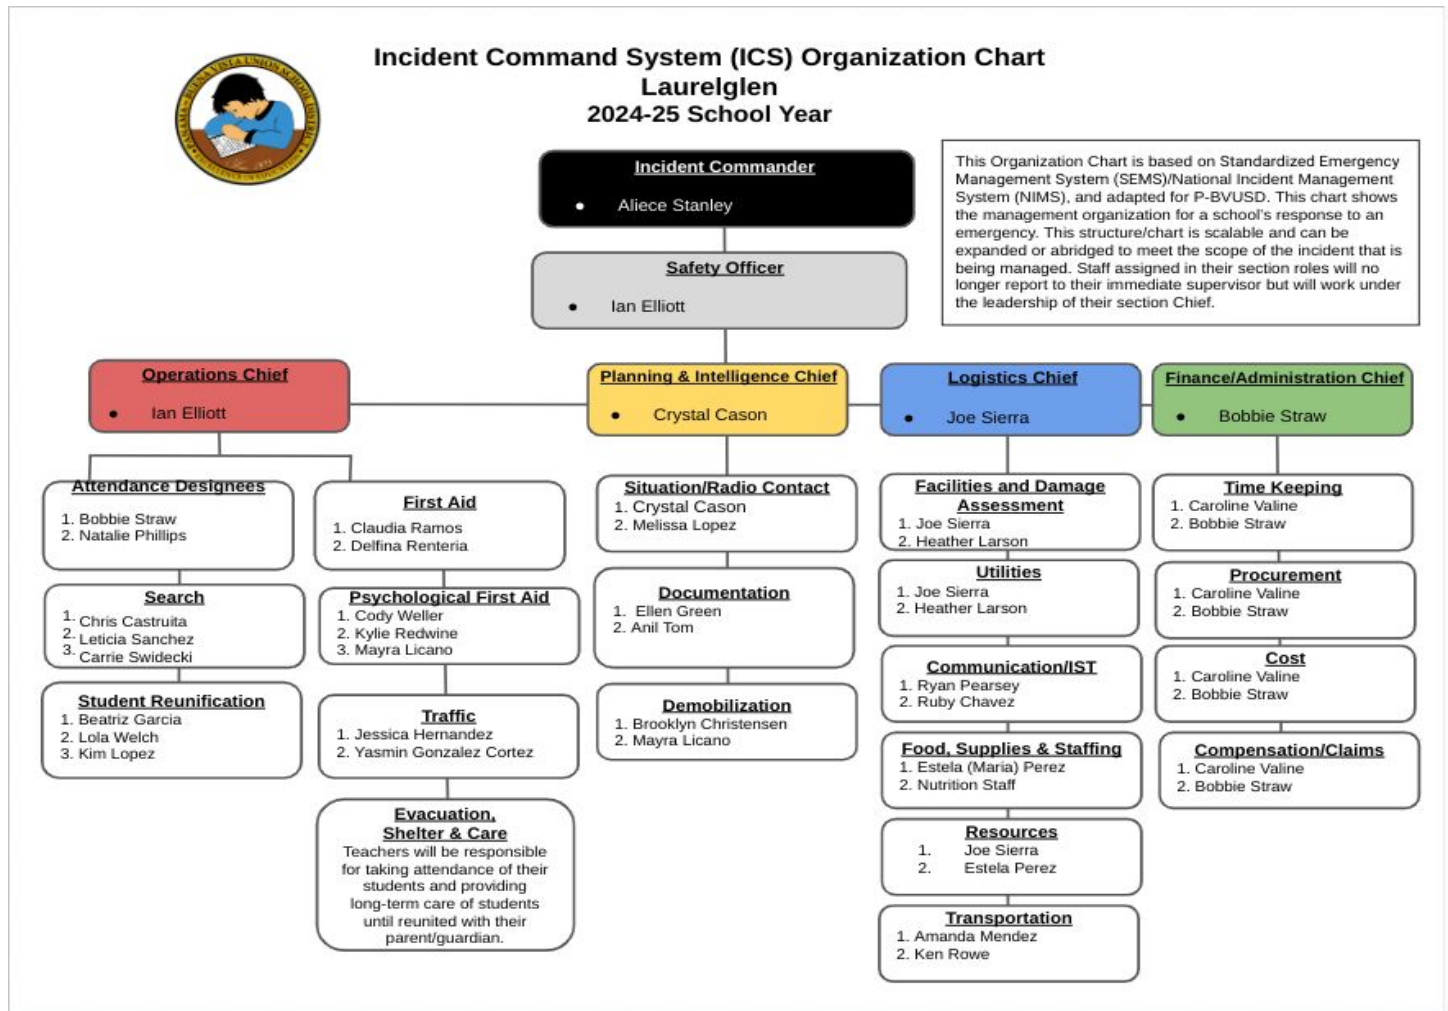 Incident Command System (ICS) Organization Chart
Laurelglen
2024-25 School Year
PANAMA - BUENA VISTA UNION SCHOOL DISTRICT
EXCELLENCE IN EDUCATION
Incident Commander
● Aliece Stanley
This Organization Chart is based on Standardized Emergency
Management System (SEMS)/National Incident Management
System (NIMS), and adapted for P-BVUSD. This chart shows
the management organization for a school's response to an
emergency. This structure/chart is scalable and can be
expanded or abridged to meet the scope of the incident that is
being managed. Staff assigned in their section roles will no
longer report to their immediate supervisor but will work under
the leadership of their section Chief.
Safety Officer
● Ian Elliott
Operations Chief
● Ian Elliott
Attendance Designees
1. Bobbie Straw
2. Natalie Phillips
Search
1. Chris Castruita
2. Leticia Sanchez
3. Carrie Swidecki
Student Reunification
1. Beatriz Garcia
2. Lola Welch
3. Kim Lopez
First Aid
1. Claudia Ramos
2. Delfina Renteria
Psychological First Aid
1. Cody Weller
2. Kylie Redwine
3. Mayra Licano
Traffic
1. Jessica Hernandez
2. Yasmin Gonzalez Cortez
Evacuation,
Shelter & Care
Teachers will be responsible
for taking attendance of their
students and providing
long-term care of students
until reunited with their
parent/guardian.
Planning & Intelligence Chief
● Crystal Cason
Situation/Radio Contact
1. Crystal Cason
2. Melissa Lopez
Documentation
1. Ellen Green
2. Anil Tom
Demobilization
1. Brooklyn Christensen
2. Mayra Licano
Logistics Chief
● Joe Sierra
Facilities and Damage
Assessment
1. Joe Sierra
2. Heather Larson
Utilities
1. Joe Sierra
2. Heather Larson
Communication/IST
1. Ryan Pearsey
2. Ruby Chavez
Food, Supplies & Staffing
1. Estela (Maria) Perez
2. Nutrition Staff
Resources
1. Joe Sierra
2. Estela Perez
Transportation
1. Amanda Mendez
2. Ken Rowe
Finance/Administration Chief
● Bobbie Straw
Time Keeping
1. Caroline Valine
2. Bobbie Straw
Procurement
1. Caroline Valine
2. Bobbie Straw
Cost
1. Caroline Valine
2. Bobbie Straw
Compensation/Claims
1. Caroline Valine
2. Bobbie Straw